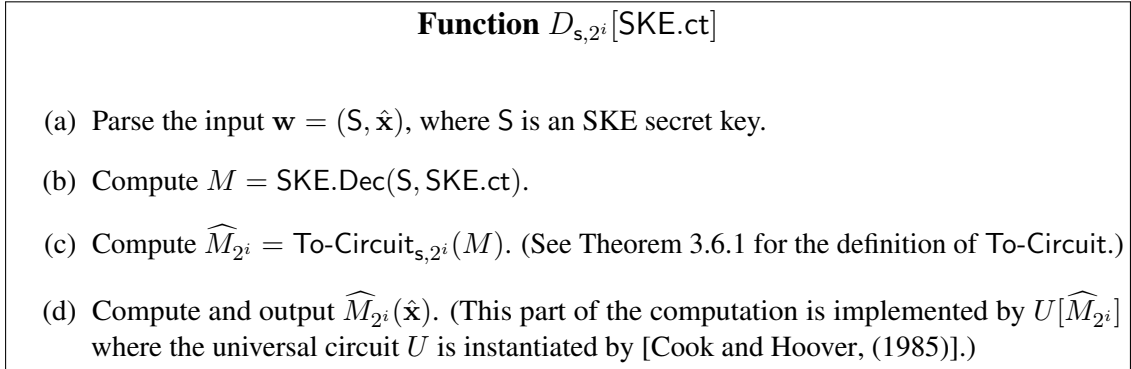 Function D_{s,2^i}[SKE.ct]
(a) Parse the input w = (S, x̂), where S is an SKE secret key.
(b) Compute M = SKE.Dec(S, SKE.ct).
(c) Compute \widehat{M}_{2^i} = To-Circuit_{s,2^i}(M). (See Theorem 3.6.1 for the definition of To-Circuit.)
(d) Compute and output \widehat{M}_{2^i}(x̂). (This part of the computation is implemented by U[\widehat{M}_{2^i}]
where the universal circuit U is instantiated by [Cook and Hoover, (1985)].)